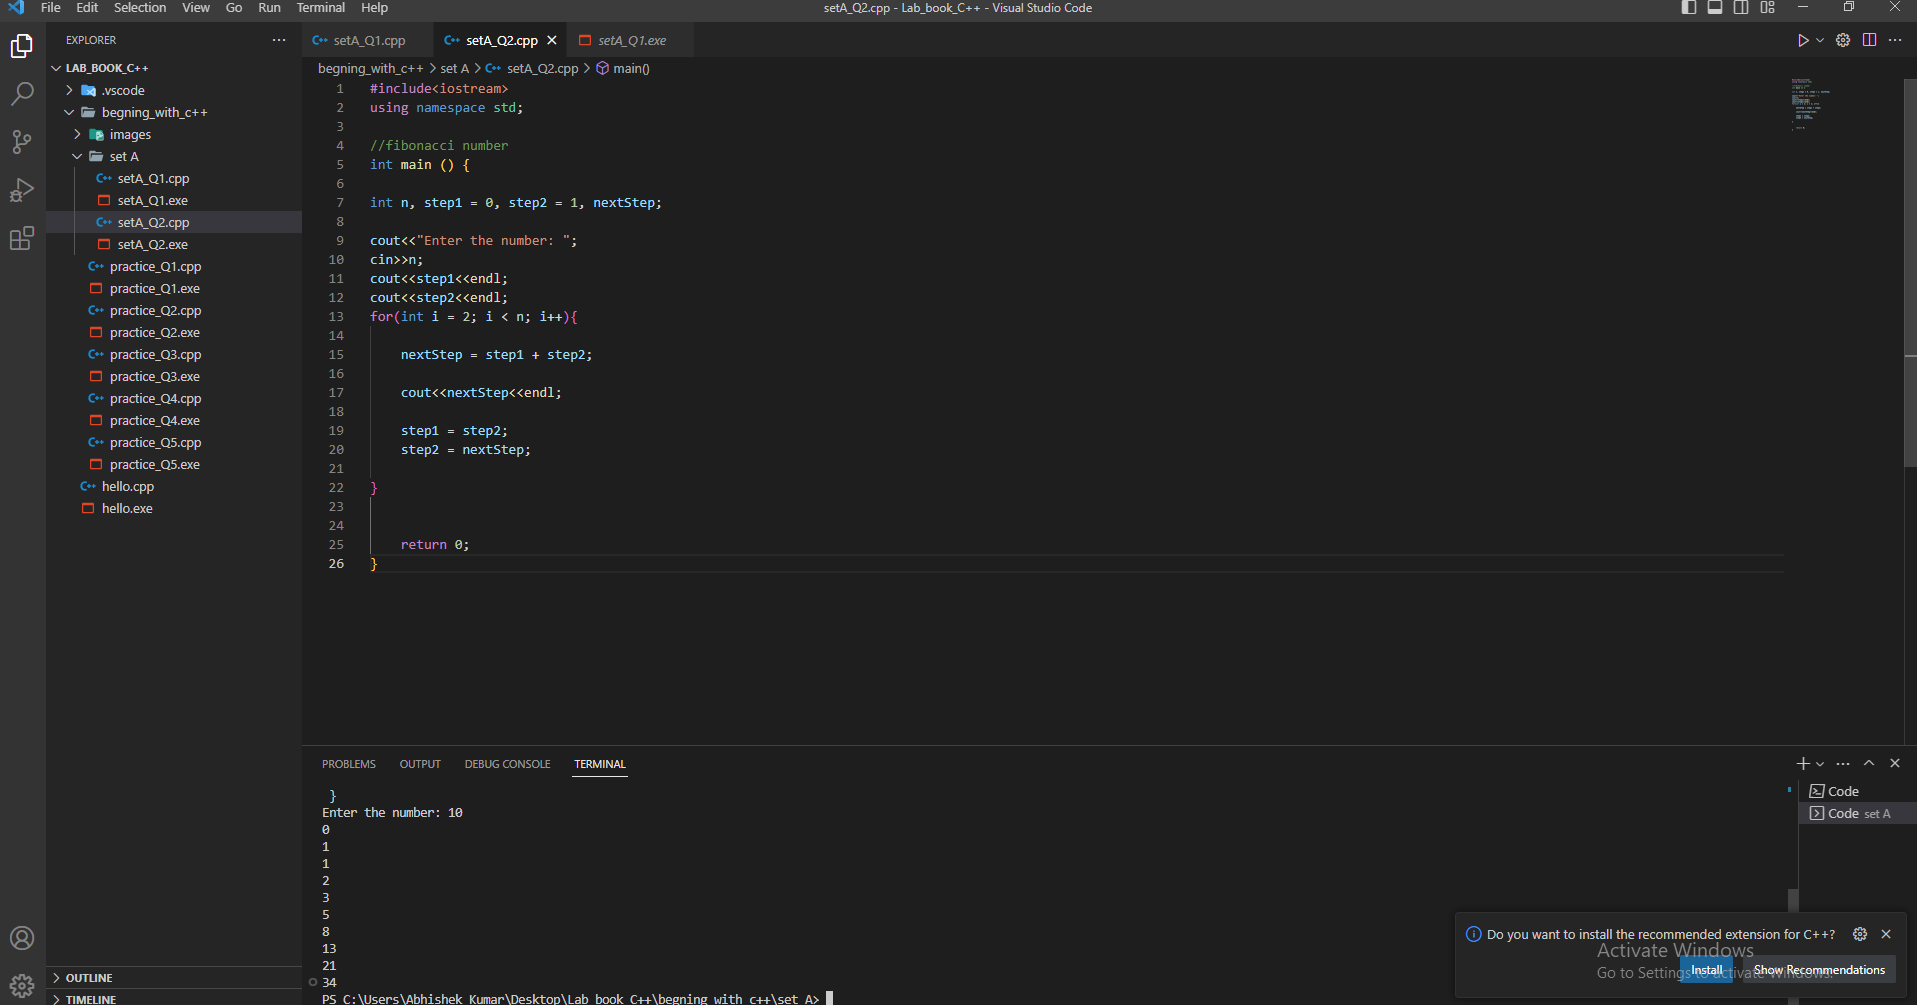 File Edit Selection View Go Run Terminal Help
setA_Q2.cpp - Lab_book_C++ - Visual Studio Code
EXPLORER
LAB_BOOK_C++
.vscode
begning_with_c++
images
set A
setA_Q1.cpp
setA_Q1.exe
setA_Q2.cpp
setA_Q2.exe
practice_Q1.cpp
practice_Q1.exe
practice_Q2.cpp
practice_Q2.exe
practice_Q3.cpp
practice_Q3.exe
practice_Q4.cpp
practice_Q4.exe
practice_Q5.cpp
practice_Q5.exe
hello.cpp
hello.exe
OUTLINE
TIMELINE
setA_Q1.cpp setA_Q2.cpp setA_Q1.exe
begning_with_c++ > set A > setA_Q2.cpp > main()
1 #include<iostream>
2 using namespace std;
3
4 //fibonacci number
5 int main () {
6
7 int n, step1 = 0, step2 = 1, nextStep;
8
9 cout<<"Enter the number: ";
10 cin>>n;
11 cout<<step1<<endl;
12 cout<<step2<<endl;
13 for(int i = 2; i < n; i++){
14
15 nextStep = step1 + step2;
16
17 cout<<nextStep<<endl;
18
19 step1 = step2;
20 step2 = nextStep;
21
22 }
23
24
25 return 0;
26 }
PROBLEMS OUTPUT DEBUG CONSOLE TERMINAL
}
Enter the number: 10
0
1
1
2
3
5
8
13
21
34
PS C:\Users\Abhishek Kumar\Desktop\Lab_book_C++\begning_with_c++\set A>
Code
Code set A
Do you want to install the recommended extension for C++?
Install Show Recommendations
Activate Windows
Go to Settings to activate Windows.